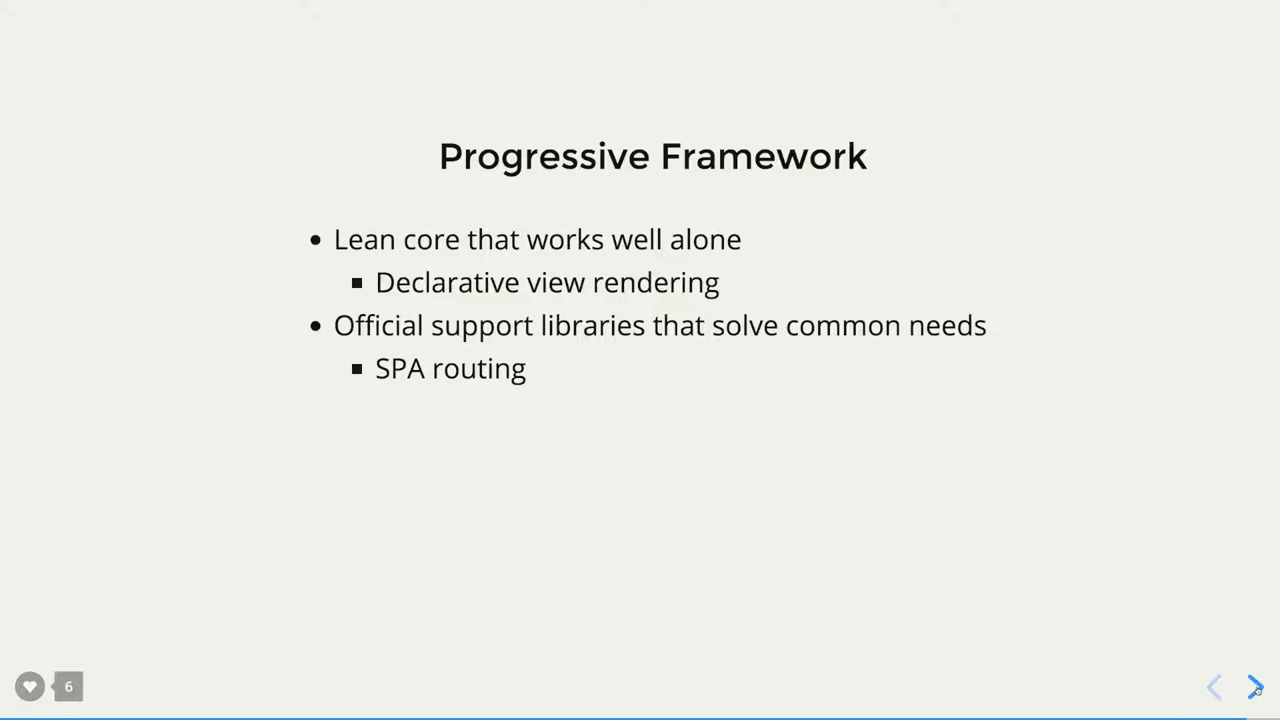 Progressive Framework
Lean core that works well alone
Declarative view rendering
Official support libraries that solve common needs
SPA routing
6